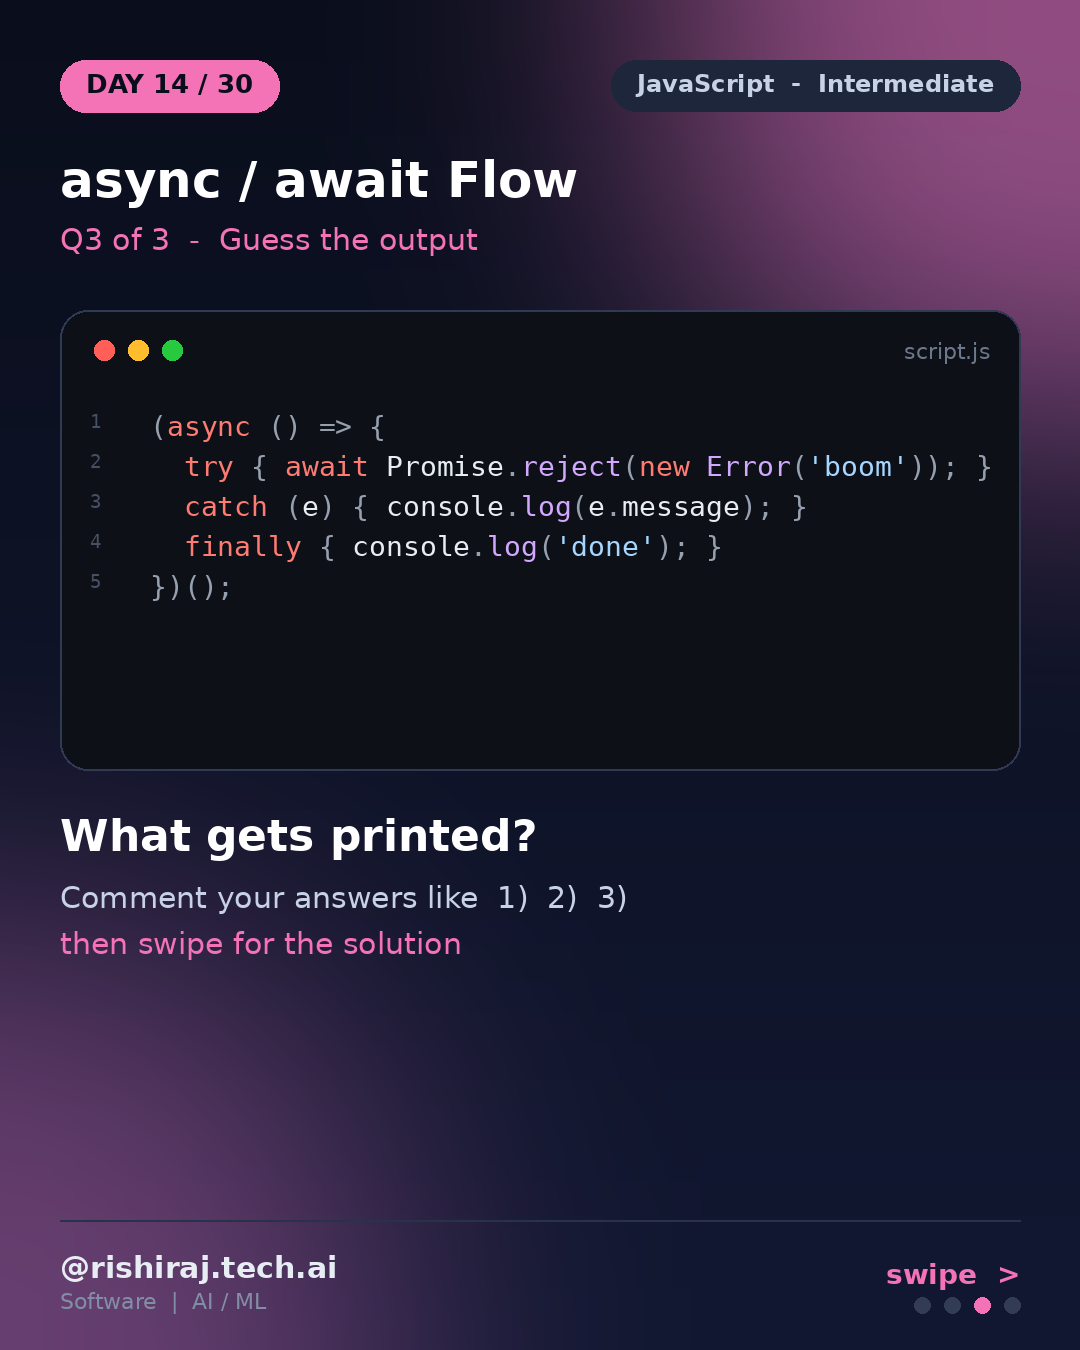 DAY 14 / 30
JavaScript - Intermediate
async / await Flow
Q3 of 3 - Guess the output
script.js
1 (async () => {
2   try { await Promise.reject(new Error('boom')); }
3   catch (e) { console.log(e.message); }
4   finally { console.log('done'); }
5 })();
What gets printed?
Comment your answers like 1) 2) 3)
then swipe for the solution
@rishiraj.tech.ai
Software | AI / ML
swipe >